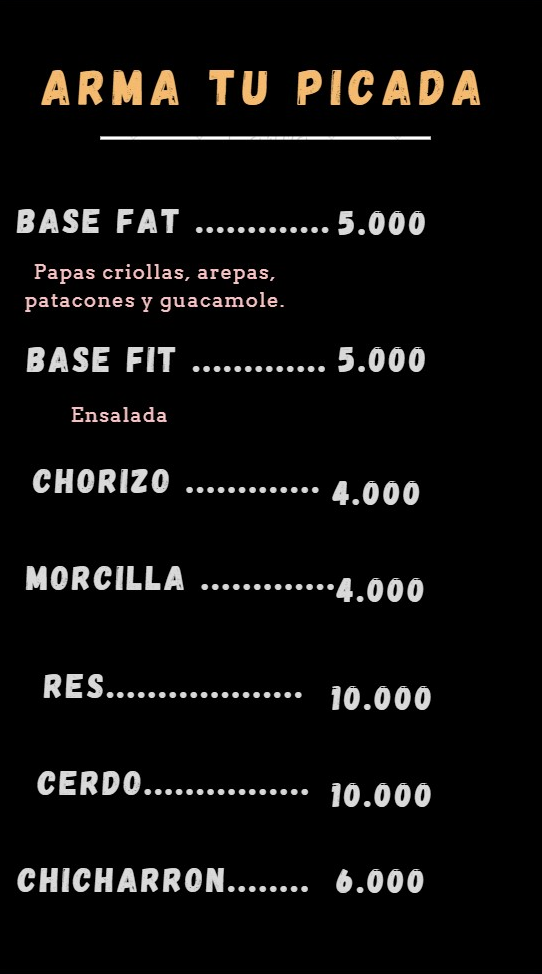 ARMA TU PICADA
BASE FAT ............. 5.000
Papas criollas, arepas,
patacones y guacamole.
BASE FIT ............. 5.000
Ensalada
CHORIZO ............. 4.000
MORCILLA .............4.000
RES................... 10.000
CERDO................ 10.000
CHICHARRON........ 6.000